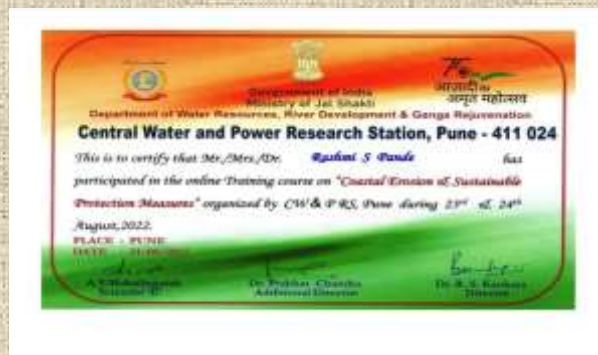 75
आज़ादी का
अमृत महोत्सव
Government of India
Ministry of Jal Shakti
Department of Water Resources, River Development & Ganga Rejuvenation
Central Water and Power Research Station, Pune - 411 024
This is to certify that Mr./Mrs./Dr. Rashmi S Pande has
participated in the online Training course on "Coastal Erosion & Sustainable
Protection Measures" organized by CW & P RS, Pune during 23rd & 24th
August, 2022.
PLACE : PUNE
DATE :
Dr. Prabhat Chandra
Dr. R. S. Kankara
Scientist
Additional Director
Director